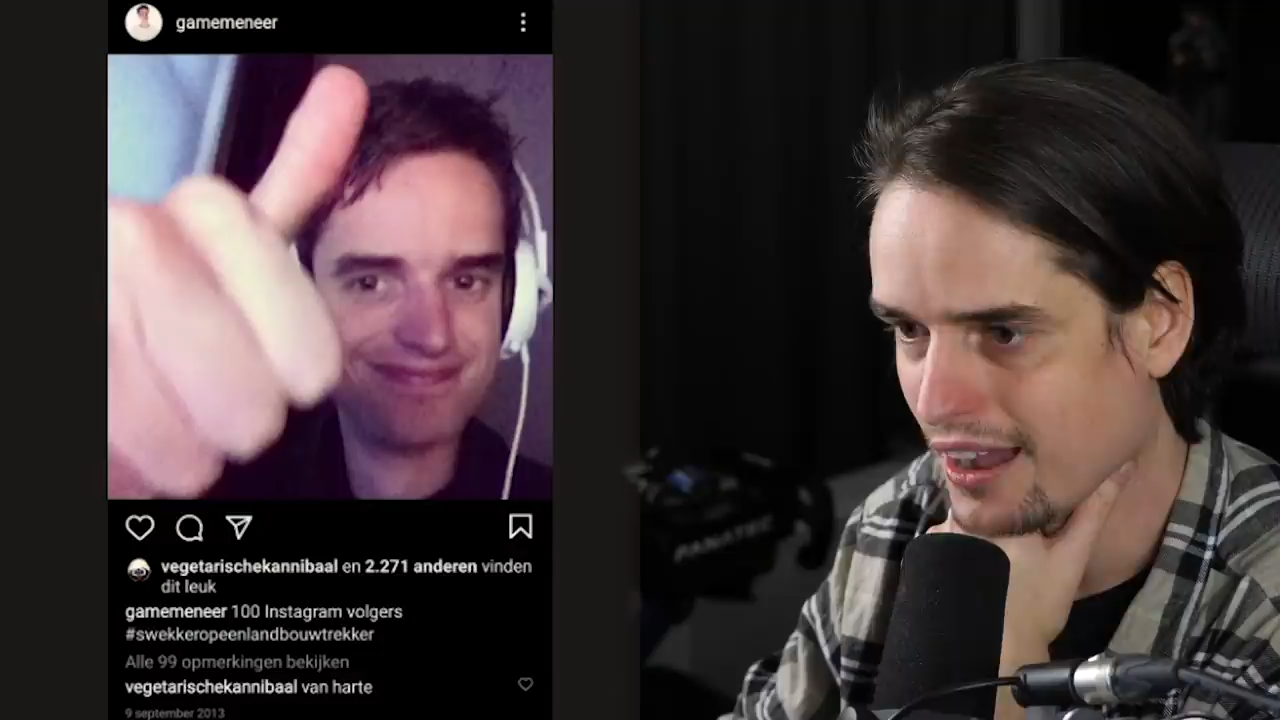 gamemeneer
vegetarischekannibaal en 2.271 anderen vinden
dit leuk
gamemeneer 100 Instagram volgers
#swekkeropeenlandbouwtrekker
Alle 99 opmerkingen bekijken
vegetarischekannibaal van harte
9 september 2013
FANATEC